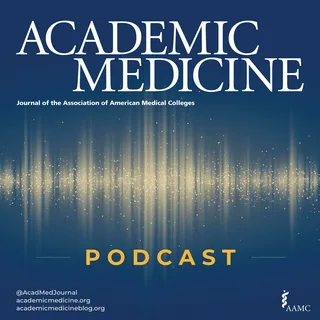 ACADEMIC
MEDICINE
Journal of the Association of American Medical Colleges
PODCAST
@AcadMedJournal
academicmedicine.org
academicmedicineblog.org
AAMC